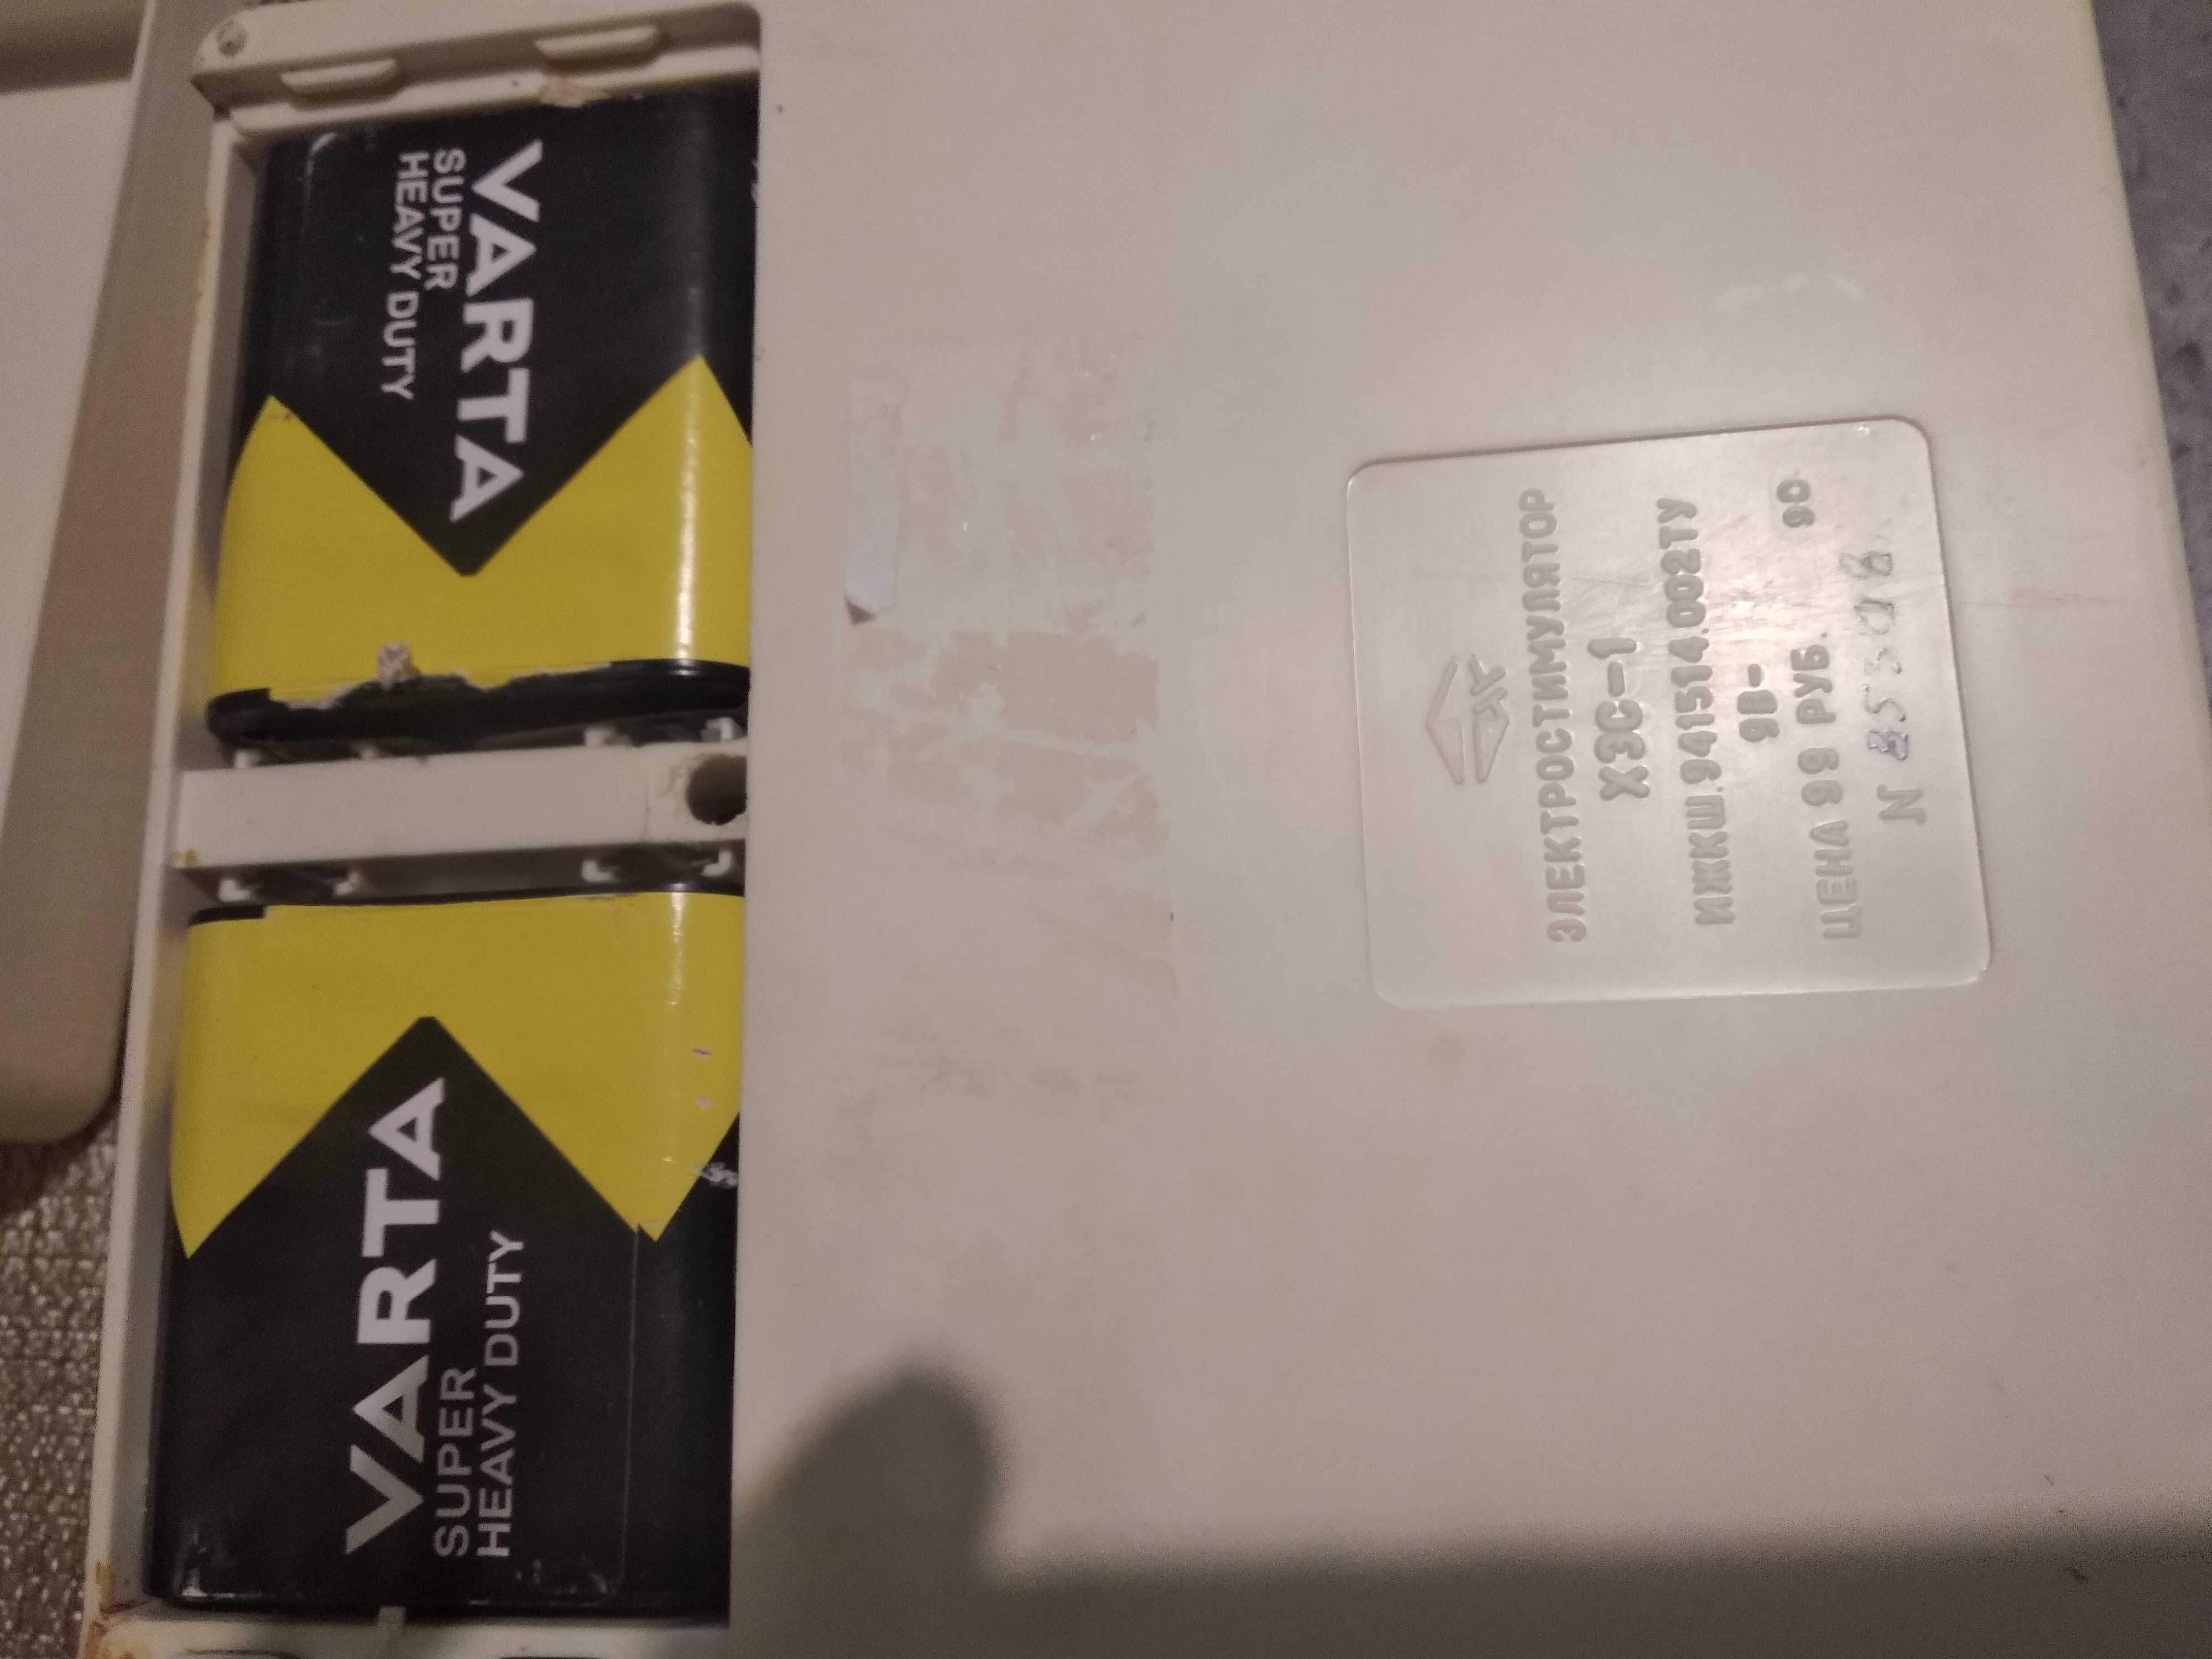 VARTA
SUPER
HEAVY DUTY
VARTA
SUPER
HEAVY DUTY
ЭЛЕКТРОСТИМУЛЯТОР
ХЭС-1
ИЖКШ.941514.002ТУ
9В-
ЦЕНА 99 РУБ. 90
N